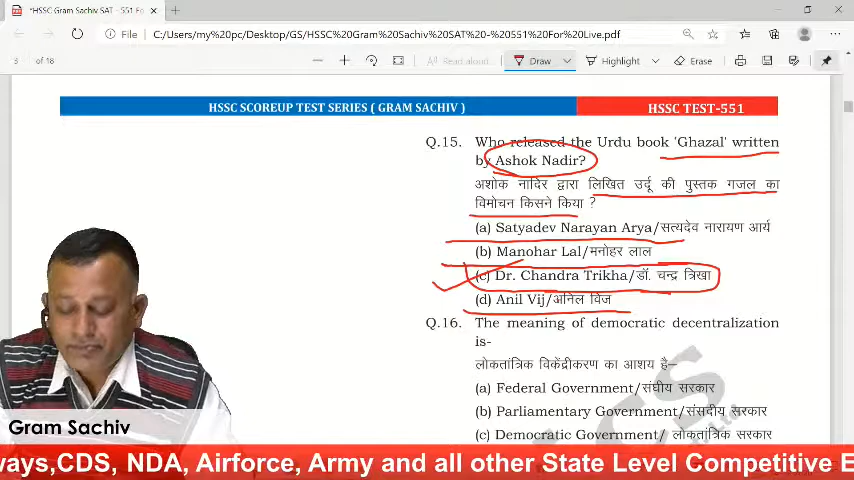 *HSSC Gram Sachiv SAT - 551 Fo
File
C:/Users/my%20pc/Desktop/GS/HSSC%20Gram%20Sachiv%20SAT%20-%20551%20For%20Live.pdf
3 of 18
Read aloud
Draw
Highlight
Erase
HSSC SCOREUP TEST SERIES ( GRAM SACHIV )
HSSC TEST-551
Q.15. Who released the Urdu book 'Ghazal' written
by Ashok Nadir?
अशोक नादिर द्वारा लिखित उर्दू की पुस्तक गजल का
विमोचन किसने किया ?
(a) Satyadev Narayan Arya/सत्यदेव नारायण आर्य
(b) Manohar Lal/मनोहर लाल
(c) Dr. Chandra Trikha/डॉ. चन्द्र त्रिखा
(d) Anil Vij/अनिल विज
Q.16. The meaning of democratic decentralization
is-
लोकतांत्रिक विकेंद्रीकरण का आशय है–
(a) Federal Government/संघीय सरकार
(b) Parliamentary Government/संसदीय सरकार
(c) Democratic Government/ लोकतांत्रिक सरकार
Gram Sachiv
ways,CDS, NDA, Airforce, Army and all other State Level Competitive E